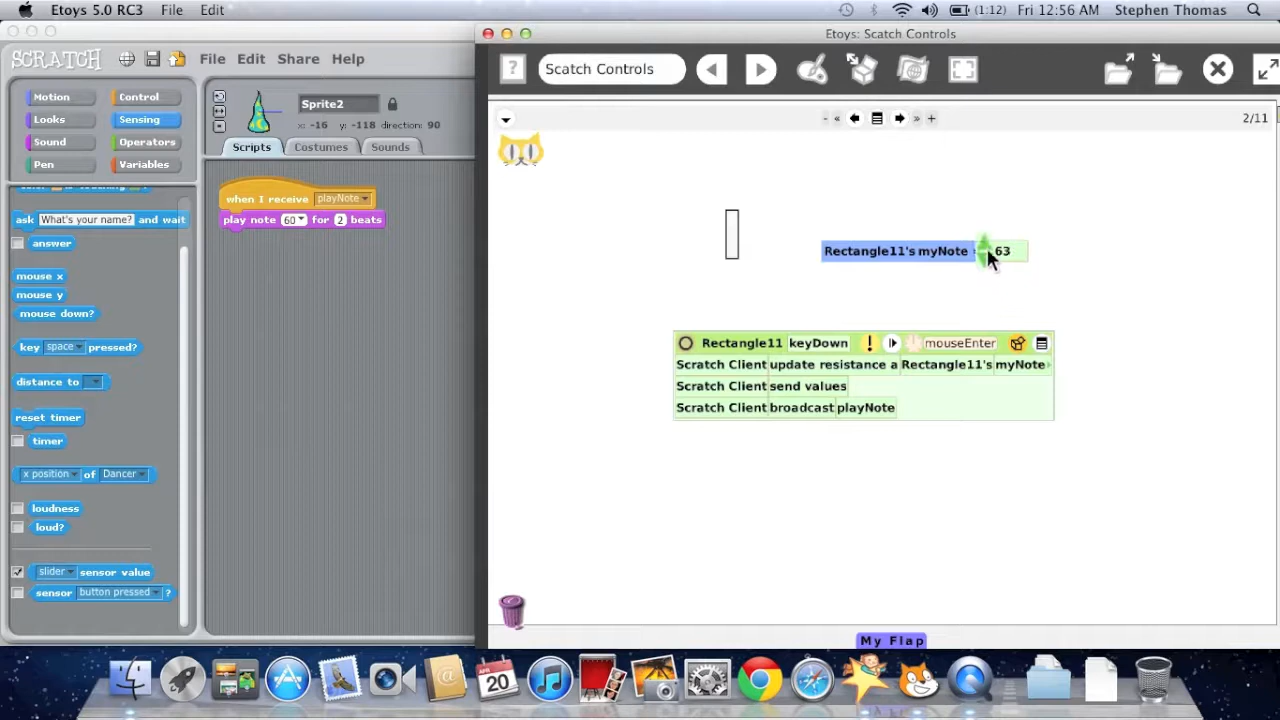 Etoys 5.0 RC3 File Edit (1:12) Fri 12:56 AM Stephen Thomas
SCRATCH File Edit Share Help
Motion Control
Looks Sensing
Sound Operators
Pen Variables
Sprite2
x: -16 y: -118 direction: 90
Scripts Costumes Sounds
ask What's your name? and wait
answer
mouse x
mouse y
mouse down?
key space pressed?
distance to
reset timer
timer
x position of Dancer
loudness
loud?
slider sensor value
sensor button pressed ?
when I receive playNote
play note 60 for 2 beats
Etoys: Scatch Controls
? Scatch Controls
- « » + 2/11
Rectangle11's myNote 63
Rectangle11 keyDown ! mouseEnter
Scratch Client update resistance a Rectangle11's myNote
Scratch Client send values
Scratch Client broadcast playNote
My Flap
APR 20